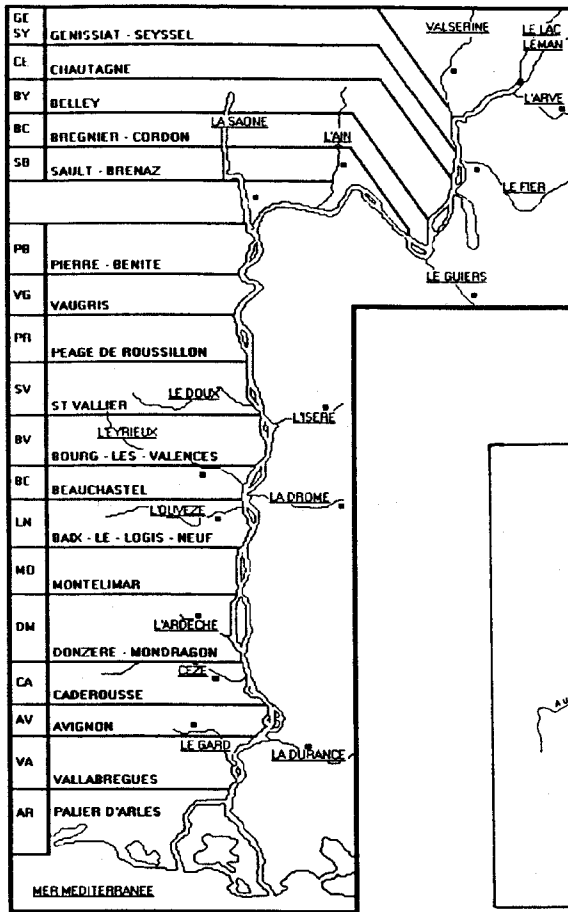 GE
SY GENISSIAT - SEYSSEL
VALSERINE
LE LAC
LEMAN
CE CHAUTAGNE
BY BELLEY
L'ARVE
BC BREGNIER - CORDON
LA SAONE
L'AIN
SB SAULT - BRENAZ
LE FIER
PB PIERRE - BENITE
LE GUIERS
VG VAUGRIS
PR PEAGE DE ROUSSILLON
SV ST VALLIER
LE DOUX
L'ISERE
L'EYRIEUX
BV BOURG - LES - VALENCES
BC BEAUCHASTEL
LA DROME
L'OUVEZE
LN BAIX - LE - LOGIS - NEUF
MO MONTELIMAR
L'ARDECHE
DM DONZERE - MONDRAGON
CEZE
CA CADEROUSSE
AV AVIGNON
LE GARD
LA DURANCE
VA VALLABREGUES
AR PALIER D'ARLES
MER MEDITERRANEE